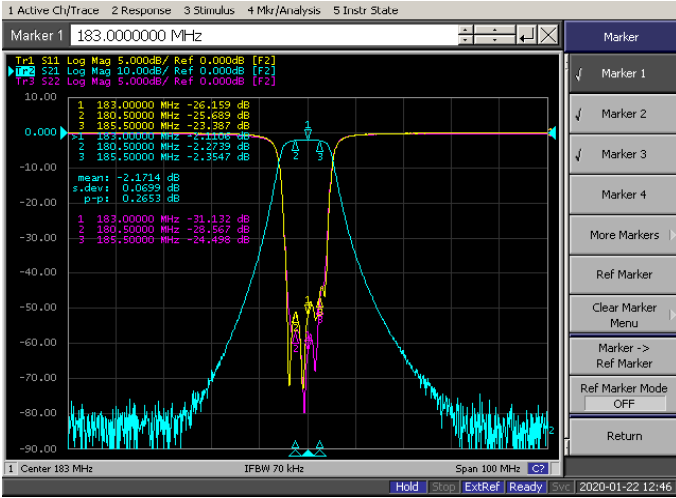 1 Active Ch/Trace 2 Response 3 Stimulus 4 Mkr/Analysis 5 Instr State
Marker 1 183.0000000 MHz
Marker
Tr1 S11 Log Mag 5.000dB/ Ref 0.000dB [F2]
Tr2 S21 Log Mag 10.00dB/ Ref 0.000dB [F2]
Tr3 S22 Log Mag 5.000dB/ Ref 0.000dB [F2]
10.00
0.000
-10.00
-20.00
-30.00
-40.00
-50.00
-60.00
-70.00
-80.00
-90.00
1 183.00000 MHz -26.159 dB
2 180.50000 MHz -25.689 dB
3 185.50000 MHz -23.387 dB
>1 183.00000 MHz -2.1106 dB
2 180.50000 MHz -2.2739 dB
3 185.50000 MHz -2.3547 dB
mean: -2.1714 dB
s.dev: 0.0699 dB
p-p: 0.2653 dB
1 183.00000 MHz -31.132 dB
2 180.50000 MHz -28.567 dB
3 185.50000 MHz -24.498 dB
1
2 3
2
Marker 1
Marker 2
Marker 3
Marker 4
More Markers
Ref Marker
Clear Marker
Menu
Marker ->
Ref Marker
Ref Marker Mode
OFF
Return
1 Center 183 MHz IFBW 70 kHz Span 100 MHz C?
Hold Stop ExtRef Ready Svc 2020-01-22 12:46